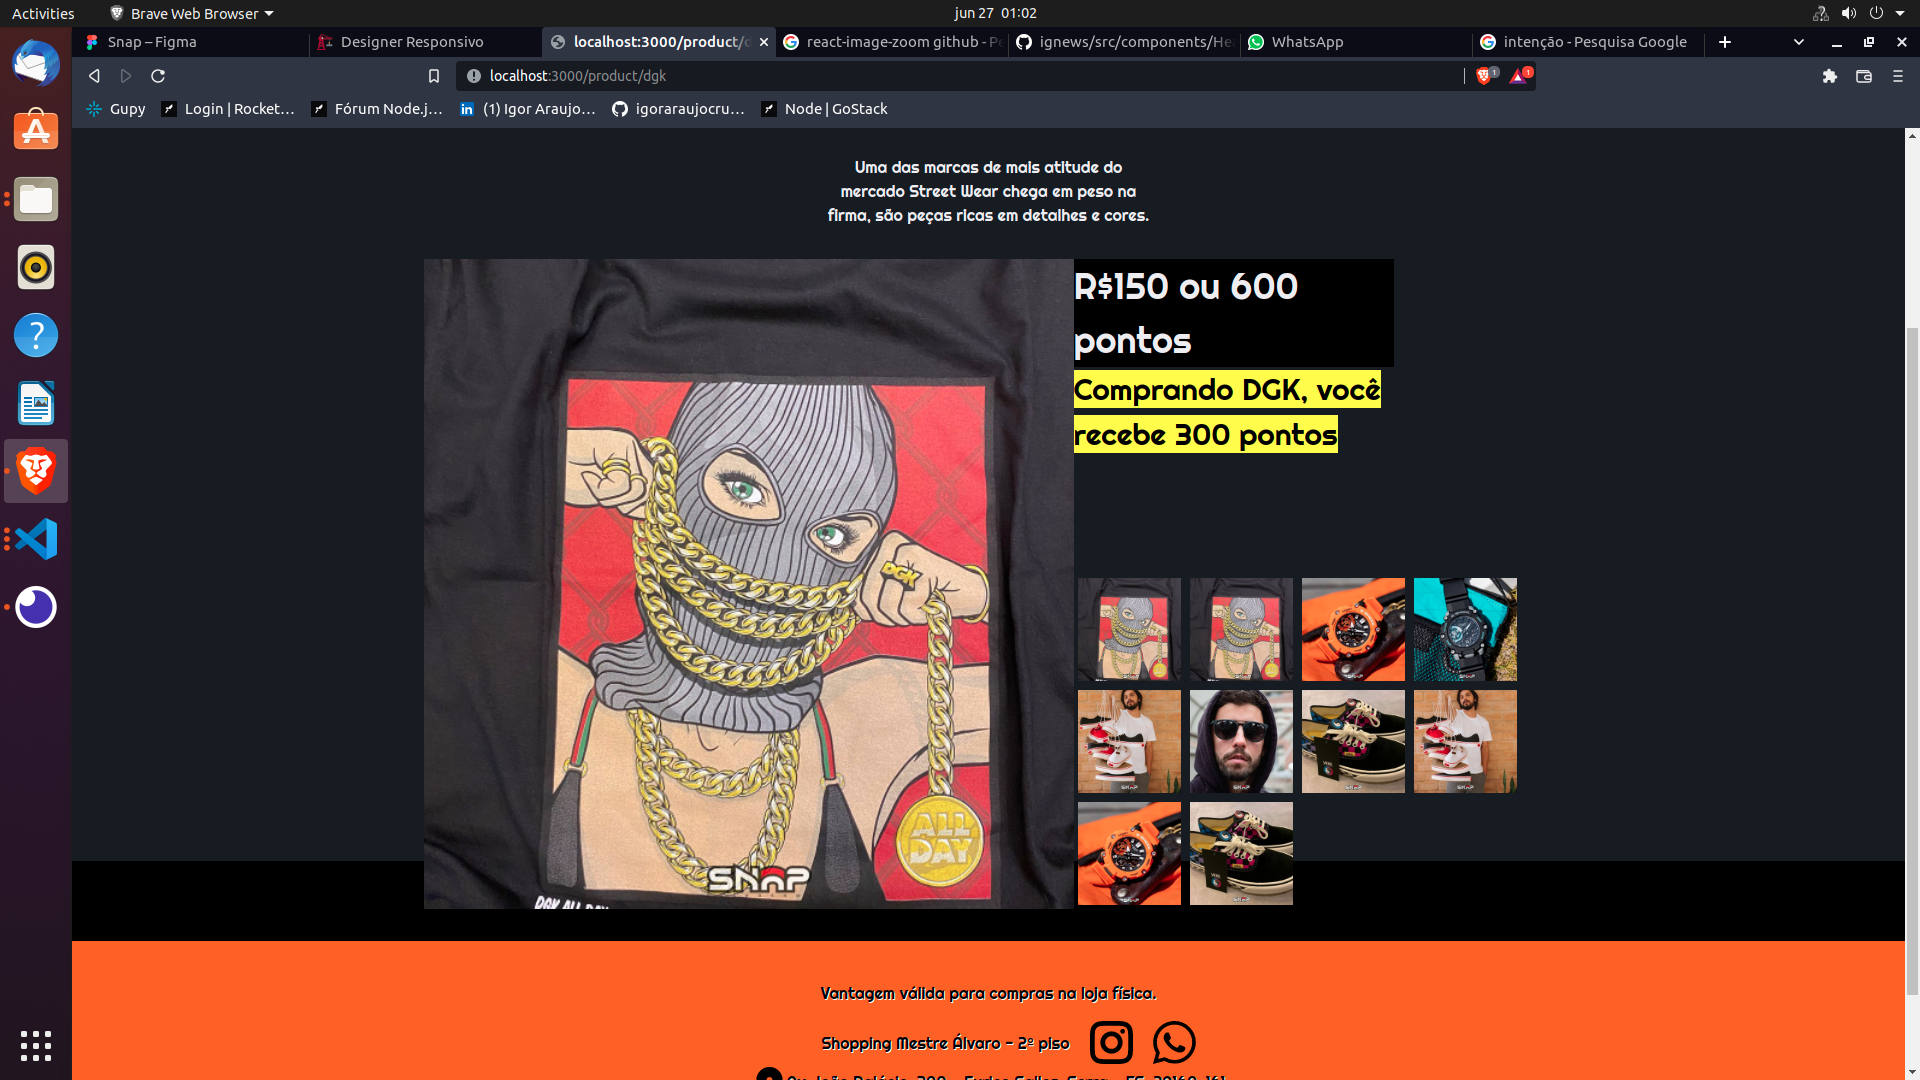 Activities
Brave Web Browser
jun 27 01:02
Snap – Figma
Designer Responsivo
localhost:3000/product/d
react-image-zoom github - Pe
ignews/src/components/Hea
WhatsApp
intenção - Pesquisa Google
localhost:3000/product/dgk
1
1
Gupy
Login | Rocket...
Fórum Node.j...
(1) Igor Araujo...
igoraraujocru...
Node | GoStack
Uma das marcas de mais atitude do
mercado Street Wear chega em peso na
firma, são peças ricas em detalhes e cores.
R$150 ou 600
pontos
Comprando DGK, você
recebe 300 pontos
DGK
ALL
DAY
SNAP
DGK ALL DAY
Vantagem válida para compras na loja física.
Shopping Mestre Álvaro - 2º piso